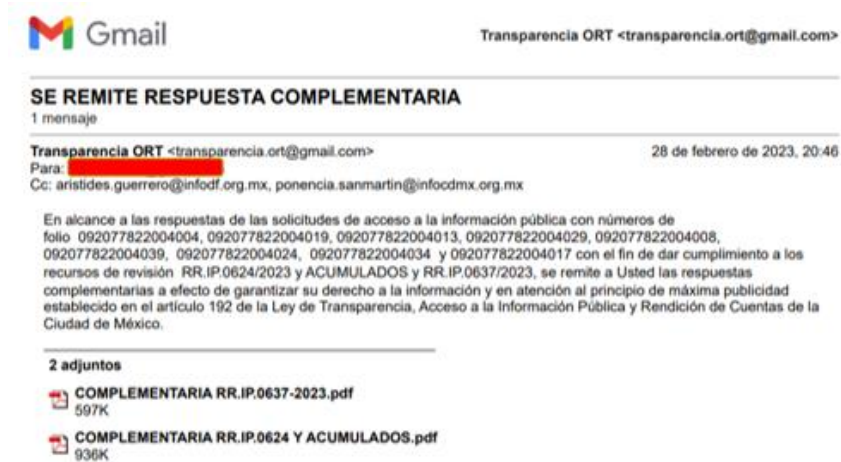 Gmail
Transparencia ORT <transparencia.ort@gmail.com>
SE REMITE RESPUESTA COMPLEMENTARIA
1 mensaje
Transparencia ORT <transparencia.ort@gmail.com>
28 de febrero de 2023, 20:46
Para:
Cc: aristides.guerrero@infodf.org.mx, ponencia.sanmartin@infocdmx.org.mx
En alcance a las respuestas de las solicitudes de acceso a la información pública con números de
folio 092077822004004, 092077822004019, 092077822004013, 092077822004029, 092077822004008,
092077822004039, 092077822004024, 092077822004034 y 092077822004017 con el fin de dar cumplimiento a los
recursos de revisión RR.IP.0624/2023 y ACUMULADOS y RR.IP.0637/2023, se remite a Usted las respuestas
complementarias a efecto de garantizar su derecho a la información y en atención al principio de máxima publicidad
establecido en el artículo 192 de la Ley de Transparencia, Acceso a la Información Pública y Rendición de Cuentas de la
Ciudad de México.
2 adjuntos
COMPLEMENTARIA RR.IP.0637-2023.pdf
597K
COMPLEMENTARIA RR.IP.0624 Y ACUMULADOS.pdf
936K